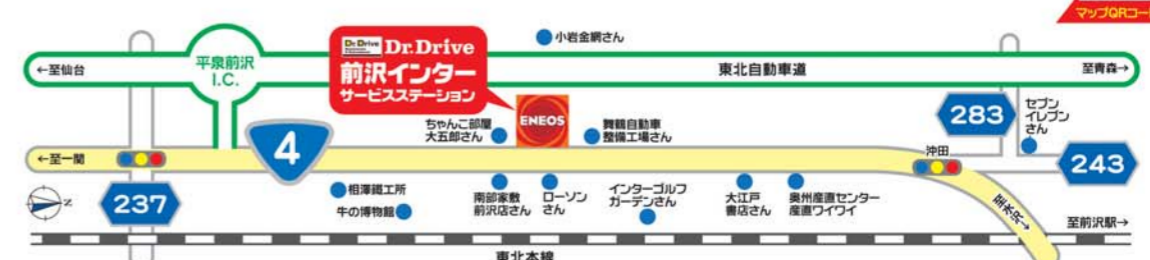 マップQRコー
小岩金網さん
Dr.Drive
Dr.Drive
前沢インター
サービスステーション
平泉前沢
I.C.
←至仙台
東北自動車道
至青森→
283
セブン
イレブン
さん
ちゃんこ部屋
大五郎さん
ENEOS
舞鶴自動車
整備工場さん
4
←至一関
沖田
243
237
N
相澤鐵工所
牛の博物館
南部家敷
前沢店さん
ローソン
さん
インターゴルフ
ガーデンさん
大江戸
書店さん
奥州産直センター
産直ワイワイ
至水沢→
至前沢駅→
東北本線